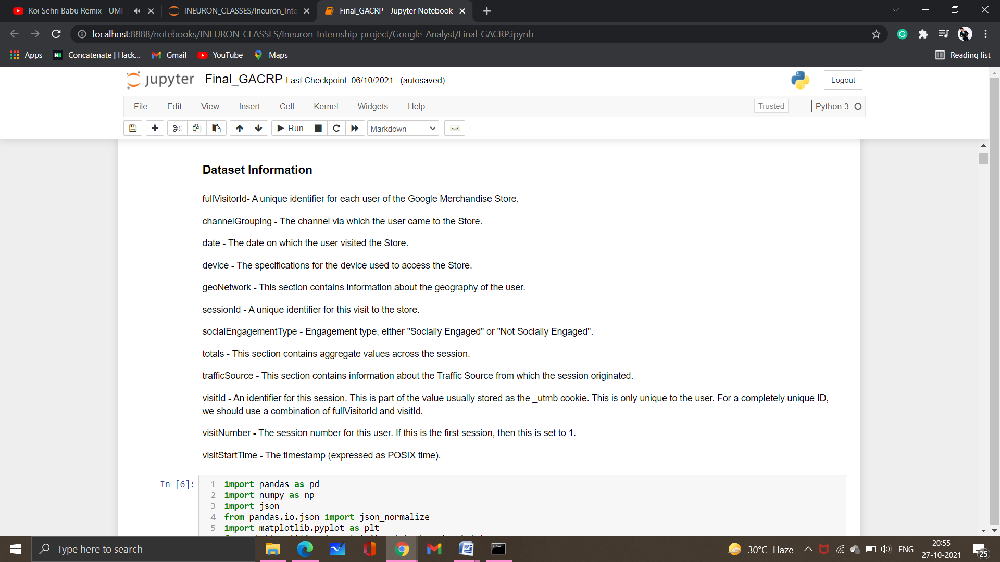 Koi Sehri Babu Remix - UMI-
INEURON_CLASSES/Ineuron_Inte
Final_GACRP - Jupyter Notebook
localhost:8888/notebooks/INEURON_CLASSES/Ineuron_Internship_project/Google_Analyst/Final_GACRP.ipynb
Apps
Concatenate | Hack...
Gmail
YouTube
Maps
Reading list
jupyter Final_GACRP Last Checkpoint: 06/10/2021 (autosaved)
Logout
File Edit View Insert Cell Kernel Widgets Help
Trusted
Python 3
Run
Markdown
Dataset Information
fullVisitorId- A unique identifier for each user of the Google Merchandise Store.
channelGrouping - The channel via which the user came to the Store.
date - The date on which the user visited the Store.
device - The specifications for the device used to access the Store.
geoNetwork - This section contains information about the geography of the user.
sessionId - A unique identifier for this visit to the store.
socialEngagementType - Engagement type, either "Socially Engaged" or "Not Socially Engaged".
totals - This section contains aggregate values across the session.
trafficSource - This section contains information about the Traffic Source from which the session originated.
visitId - An identifier for this session. This is part of the value usually stored as the _utmb cookie. This is only unique to the user. For a completely unique ID,
we should use a combination of fullVisitorId and visitId.
visitNumber - The session number for this user. If this is the first session, then this is set to 1.
visitStartTime - The timestamp (expressed as POSIX time).
In [6]:
1 import pandas as pd
2 import numpy as np
3 import json
4 from pandas.io.json import json_normalize
5 import matplotlib.pyplot as plt
Type here to search
30°C Haze
ENG
20:55
27-10-2021
25